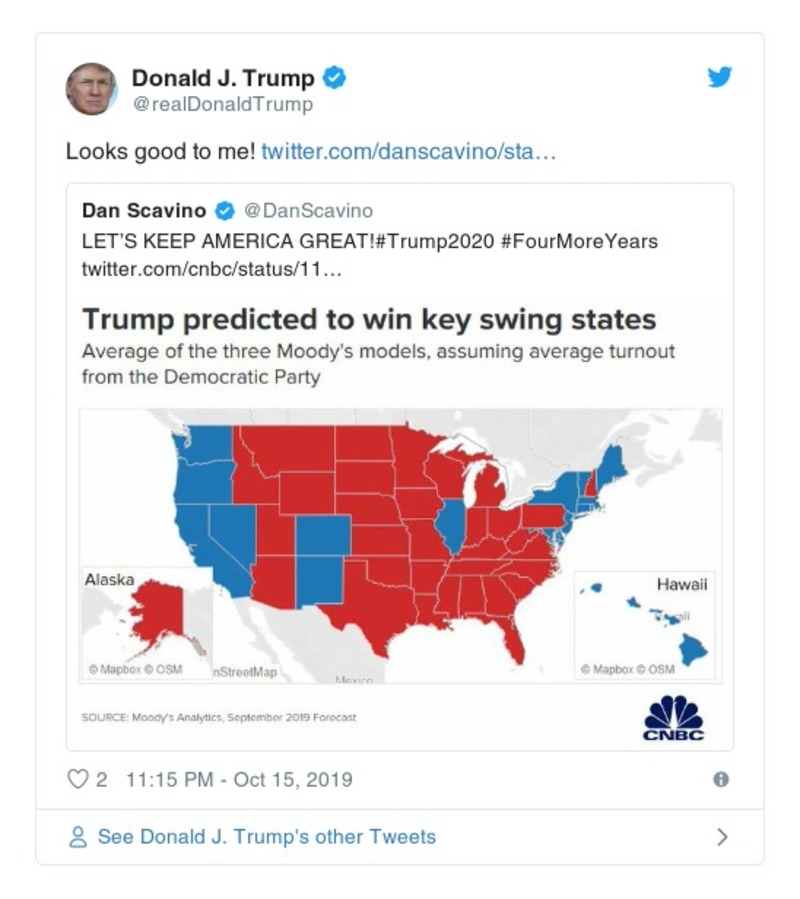 Donald J. Trump
@realDonaldTrump
Looks good to me! twitter.com/danscavino/sta…
Dan Scavino @DanScavino
LET'S KEEP AMERICA GREAT!#Trump2020 #FourMoreYears
twitter.com/cnbc/status/11…
Trump predicted to win key swing states
Average of the three Moody's models, assuming average turnout
from the Democratic Party
Alaska
© Mapbox © OSM
nStreetMap
Mexico
Hawaii
© Mapbox © OSM
SOURCE: Moody's Analytics, September 2019 Forecast
CNBC
2 11:15 PM - Oct 15, 2019
See Donald J. Trump's other Tweets